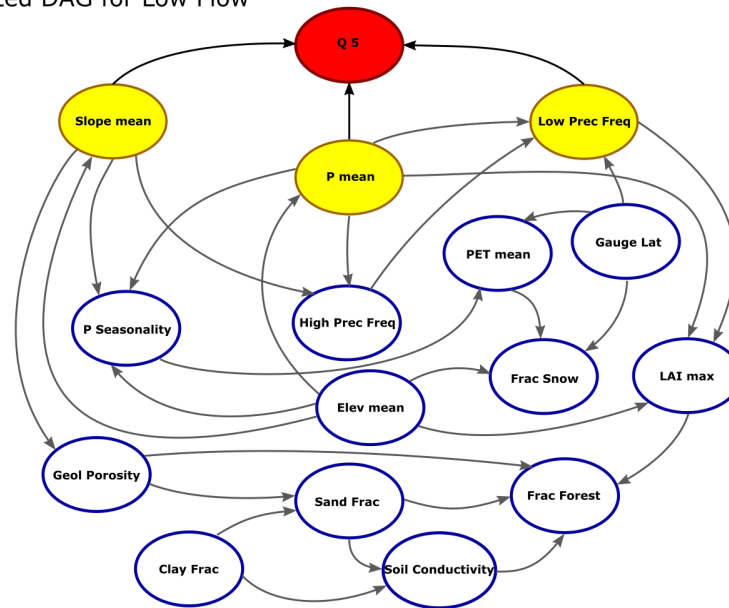 DAG for Low Flow
Q 5
Slope mean
Low Prec Freq
P mean
Gauge Lat
PET mean
P Seasonality
High Prec Freq
Frac Snow
LAI max
Elev mean
Geol Porosity
Sand Frac
Frac Forest
Clay Frac
Soil Conductivity